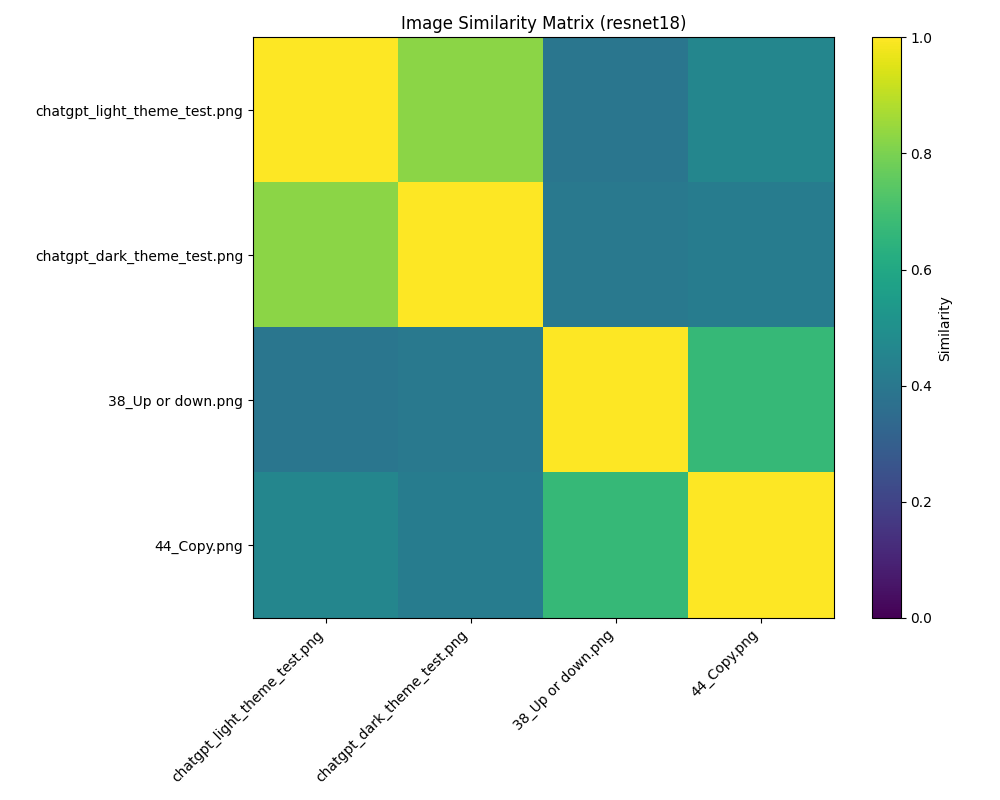 Image Similarity Matrix (resnet18)
chatgpt_light_theme_test.png
chatgpt_dark_theme_test.png
38_Up or down.png
44_Copy.png
chatgpt_light_theme_test.png
chatgpt_dark_theme_test.png
38_Up or down.png
44_Copy.png
1.0
0.8
0.6
0.4
0.2
0.0
Similarity